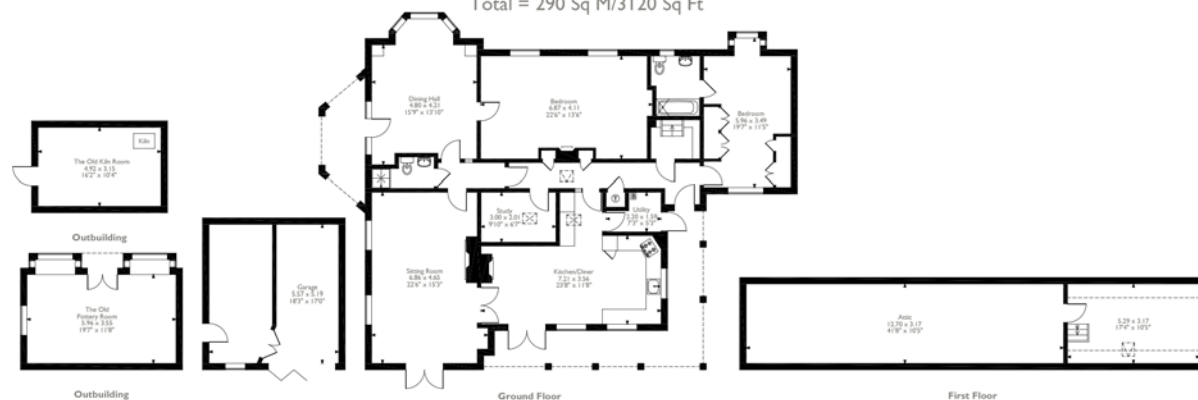 Total = 290 Sq M/3120 Sq Ft
Dining Hall
4.80 x 4.21
15'9" x 13'10"
Bedroom
6.87 x 4.11
22'6" x 13'6"
Bedroom
5.96 x 3.49
19'7" x 11'5"
Kiln
The Old Kiln Room
4.92 x 3.15
16'2" x 10'4"
Outbuilding
Study
3.00 x 2.01
9'10" x 6'7"
Utility
2.20 x 1.59
7'3" x 5'3"
T
Sitting Room
6.86 x 4.65
22'6" x 15'3"
Kitchen/Diner
7.21 x 3.56
23'8" x 11'8"
Garage
5.57 x 5.19
18'3" x 17'0"
The Old
Pottery Room
5.96 x 3.55
19'7" x 11'8"
Attic
12.70 x 3.17
41'8" x 10'5"
5.29 x 3.17
17'4" x 10'5"
Outbuilding
Ground Floor
First Floor